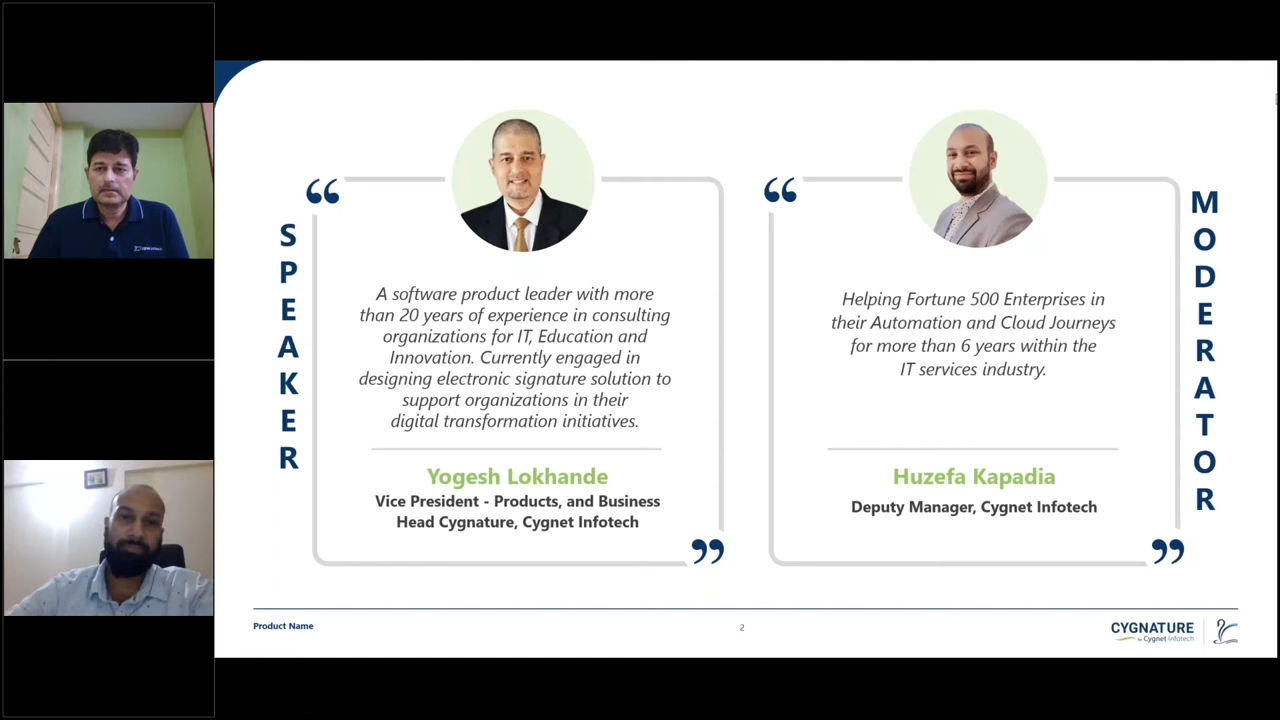 SPEAKER
“
A software product leader with more
than 20 years of experience in consulting
organizations for IT, Education and
Innovation. Currently engaged in
designing electronic signature solution to
support organizations in their
digital transformation initiatives.
Yogesh Lokhande
Vice President - Products, and Business
Head Cygnature, Cygnet Infotech
”
“
Helping Fortune 500 Enterprises in
their Automation and Cloud Journeys
for more than 6 years within the
IT services industry.
Huzefa Kapadia
Deputy Manager, Cygnet Infotech
”
MODERATOR
Product Name
2
CYGNATURE
by Cygnet Infotech
Cygnet Infotech